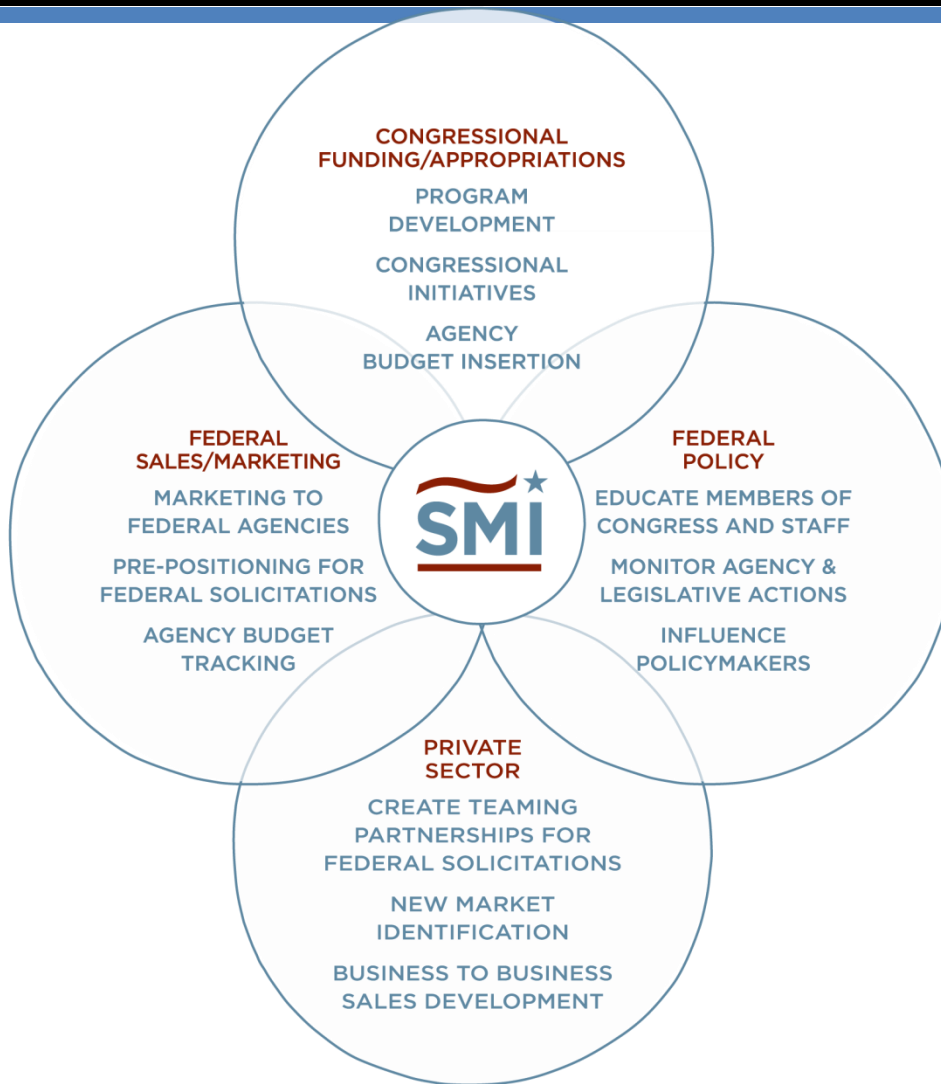 CONGRESSIONAL
FUNDING/APPROPRIATIONS
PROGRAM
DEVELOPMENT
CONGRESSIONAL
INITIATIVES
AGENCY
BUDGET INSERTION
FEDERAL
SALES/MARKETING
MARKETING TO
FEDERAL AGENCIES
PRE-POSITIONING FOR
FEDERAL SOLICITATIONS
AGENCY BUDGET
TRACKING
SMI
FEDERAL
POLICY
EDUCATE MEMBERS OF
CONGRESS AND STAFF
MONITOR AGENCY &
LEGISLATIVE ACTIONS
INFLUENCE
POLICYMAKERS
PRIVATE
SECTOR
CREATE TEAMING
PARTNERSHIPS FOR
FEDERAL SOLICITATIONS
NEW MARKET
IDENTIFICATION
BUSINESS TO BUSINESS
SALES DEVELOPMENT